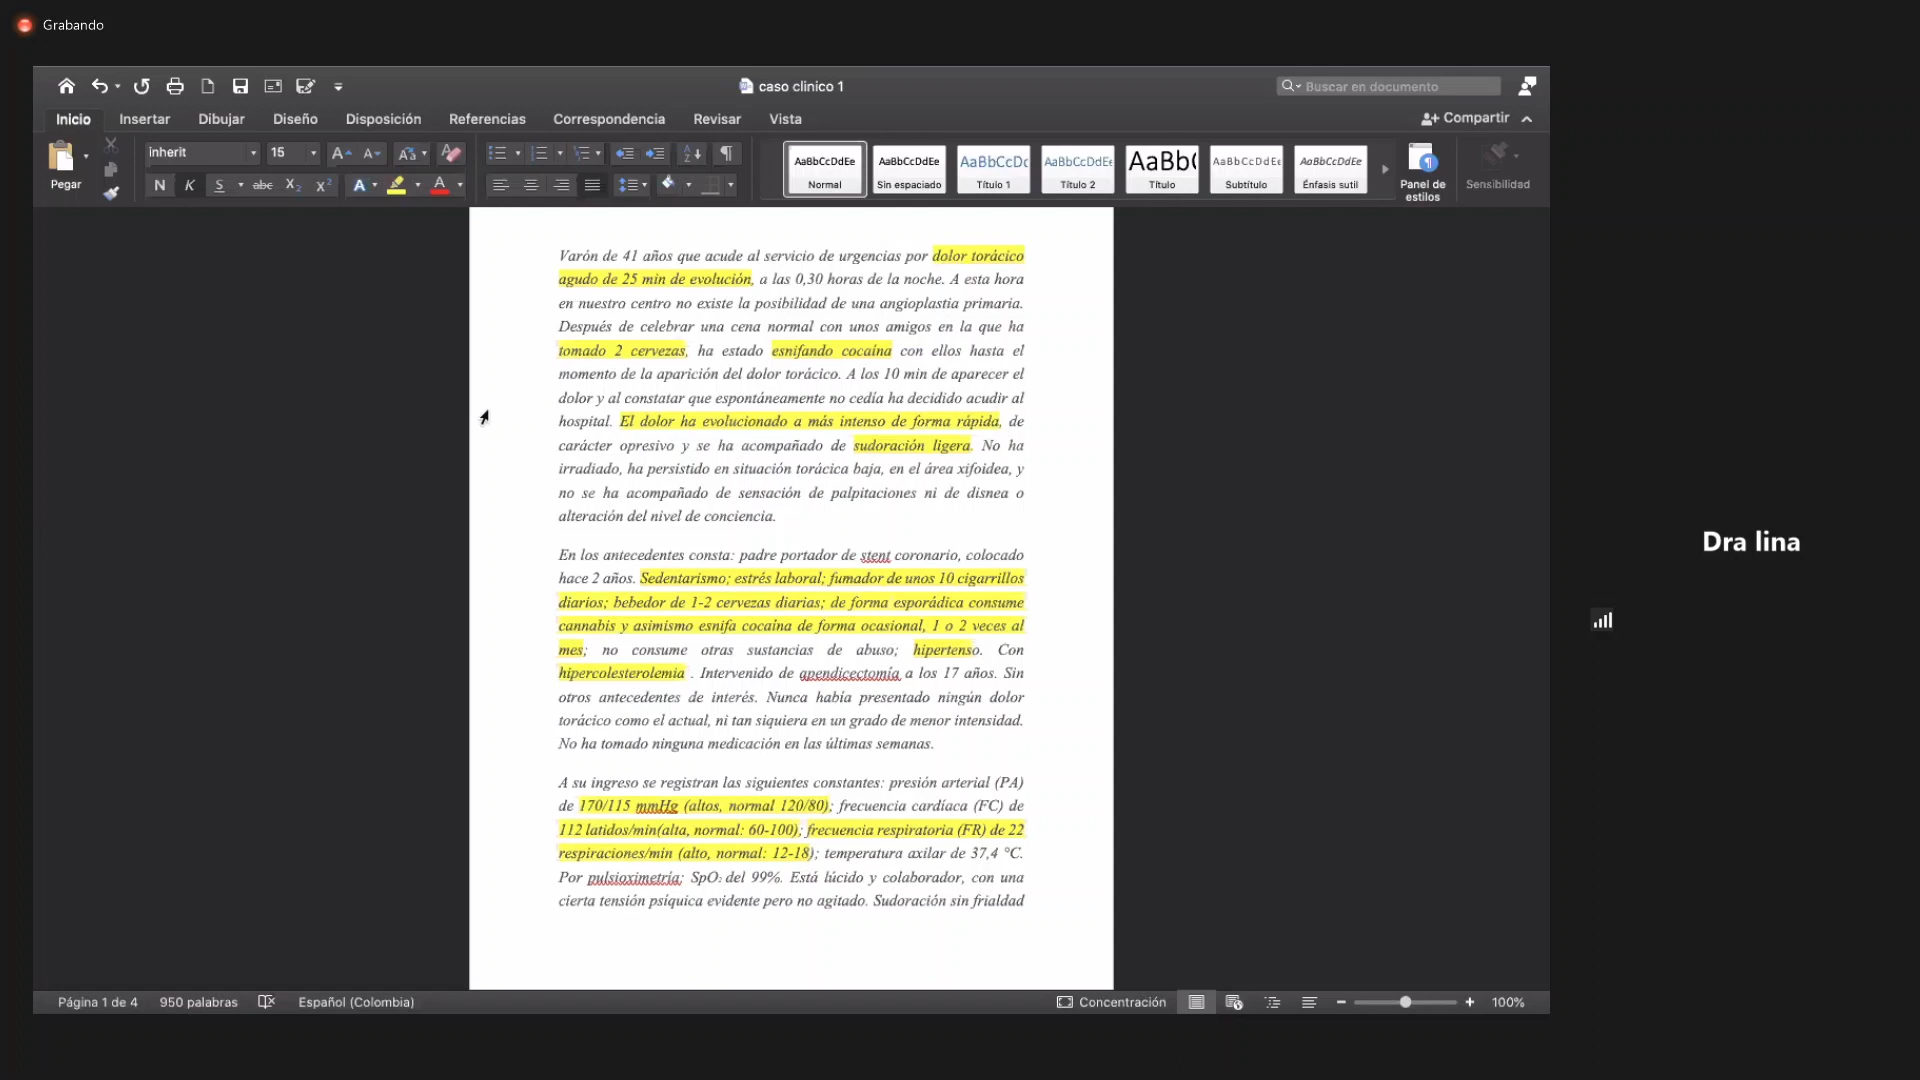 Grabando
caso clinico 1
Buscar en documento
Inicio Insertar Dibujar Diseño Disposición Referencias Correspondencia Revisar Vista
Compartir
Pegar
inherit 15
N K S abc X₂ X² A A
AaBbCcDdEe AaBbCcDdEe AaBbCcDc AaBbCcDdEe AaBb( AaBbCcDdEe AaBbCcDdEe
Normal Sin espaciado Título 1 Título 2 Título Subtítulo Énfasis sutil
Panel de estilos
Sensibilidad
Varón de 41 años que acude al servicio de urgencias por dolor torácico
agudo de 25 min de evolución, a las 0,30 horas de la noche. A esta hora
en nuestro centro no existe la posibilidad de una angioplastia primaria.
Después de celebrar una cena normal con unos amigos en la que ha
tomado 2 cervezas, ha estado esnifando cocaína con ellos hasta el
momento de la aparición del dolor torácico. A los 10 min de aparecer el
dolor y al constatar que espontáneamente no cedía ha decidido acudir al
hospital. El dolor ha evolucionado a más intenso de forma rápida, de
carácter opresivo y se ha acompañado de sudoración ligera. No ha
irradiado, ha persistido en situación torácica baja, en el área xifoidea, y
no se ha acompañado de sensación de palpitaciones ni de disnea o
alteración del nivel de conciencia.
En los antecedentes consta: padre portador de stent coronario, colocado
hace 2 años. Sedentarismo; estrés laboral; fumador de unos 10 cigarrillos
diarios; bebedor de 1-2 cervezas diarias; de forma esporádica consume
cannabis y asimismo esnifa cocaína de forma ocasional, 1 o 2 veces al
mes; no consume otras sustancias de abuso; hipertenso. Con
hipercolesterolemia . Intervenido de apendicectomía a los 17 años. Sin
otros antecedentes de interés. Nunca había presentado ningún dolor
torácico como el actual, ni tan siquiera en un grado de menor intensidad.
No ha tomado ninguna medicación en las últimas semanas.
A su ingreso se registran las siguientes constantes: presión arterial (PA)
de 170/115 mmHg (altos, normal 120/80); frecuencia cardíaca (FC) de
112 latidos/min(alta, normal: 60-100); frecuencia respiratoria (FR) de 22
respiraciones/min (alto, normal: 12-18); temperatura axilar de 37,4 °C.
Por pulsioximetría: SpO₂ del 99%. Está lúcido y colaborador, con una
cierta tensión psíquica evidente pero no agitado. Sudoración sin frialdad
Dra lina
Página 1 de 4 950 palabras Español (Colombia) Concentración 100%